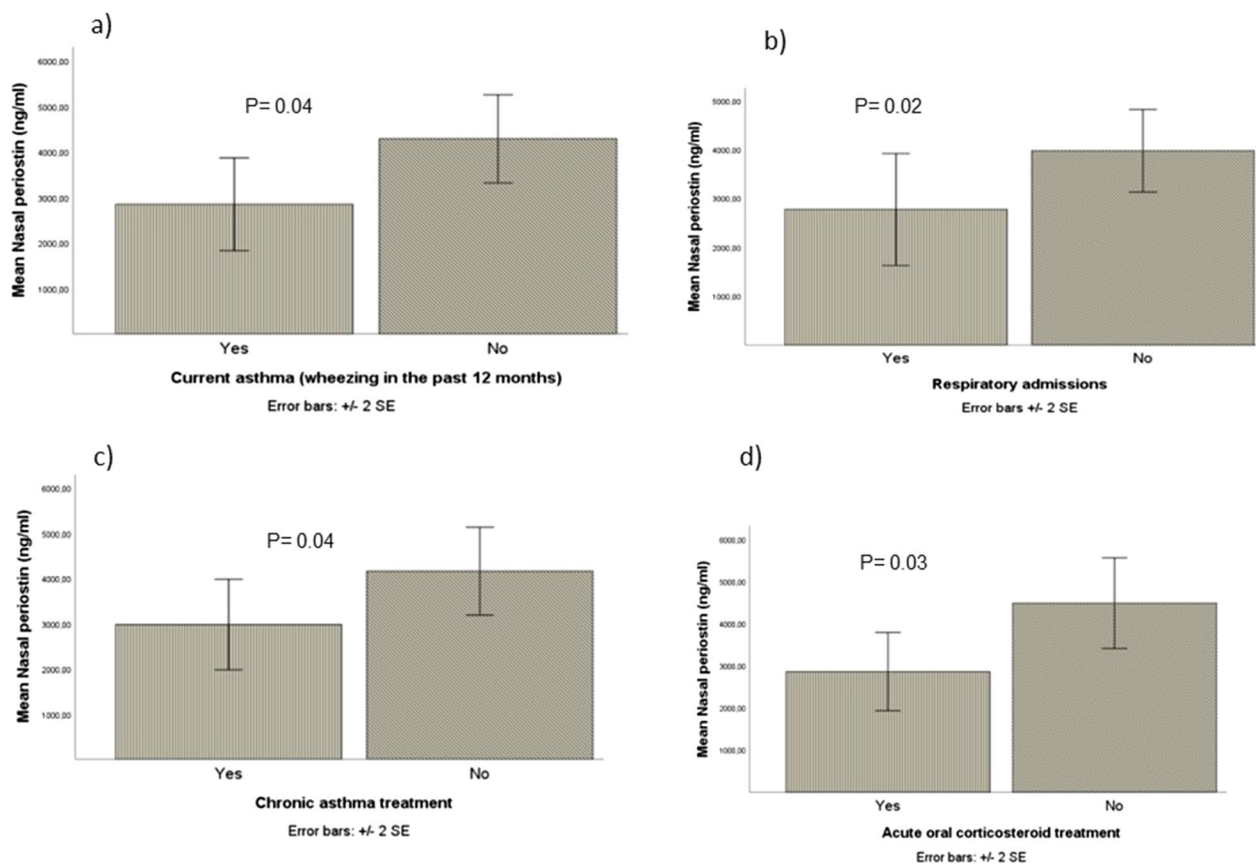 a)
Mean Nasal periostin (ng/ml)
6000,00
5000,00
4000,00
3000,00
2000,00
1000,00
P= 0.04
Yes
No
Current asthma (wheezing in the past 12 months)
Error bars: +/- 2 SE
b)
Mean Nasal periostin (ng/ml)
5000,00
4000,00
3000,00
2000,00
1000,00
P= 0.02
Yes
No
Respiratory admissions
Error bars +/- 2 SE
c)
Mean Nasal periostin (ng/ml)
6000,00
5000,00
4000,00
3000,00
2000,00
1000,00
P= 0.04
Yes
No
Chronic asthma treatment
Error bars: +/- 2 SE
d)
Mean Nasal periostin (ng/ml)
6000,00
5000,00
4000,00
3000,00
2000,00
1000,00
P= 0.03
Yes
No
Acute oral corticosteroid treatment
Error bars: +/- 2 SE